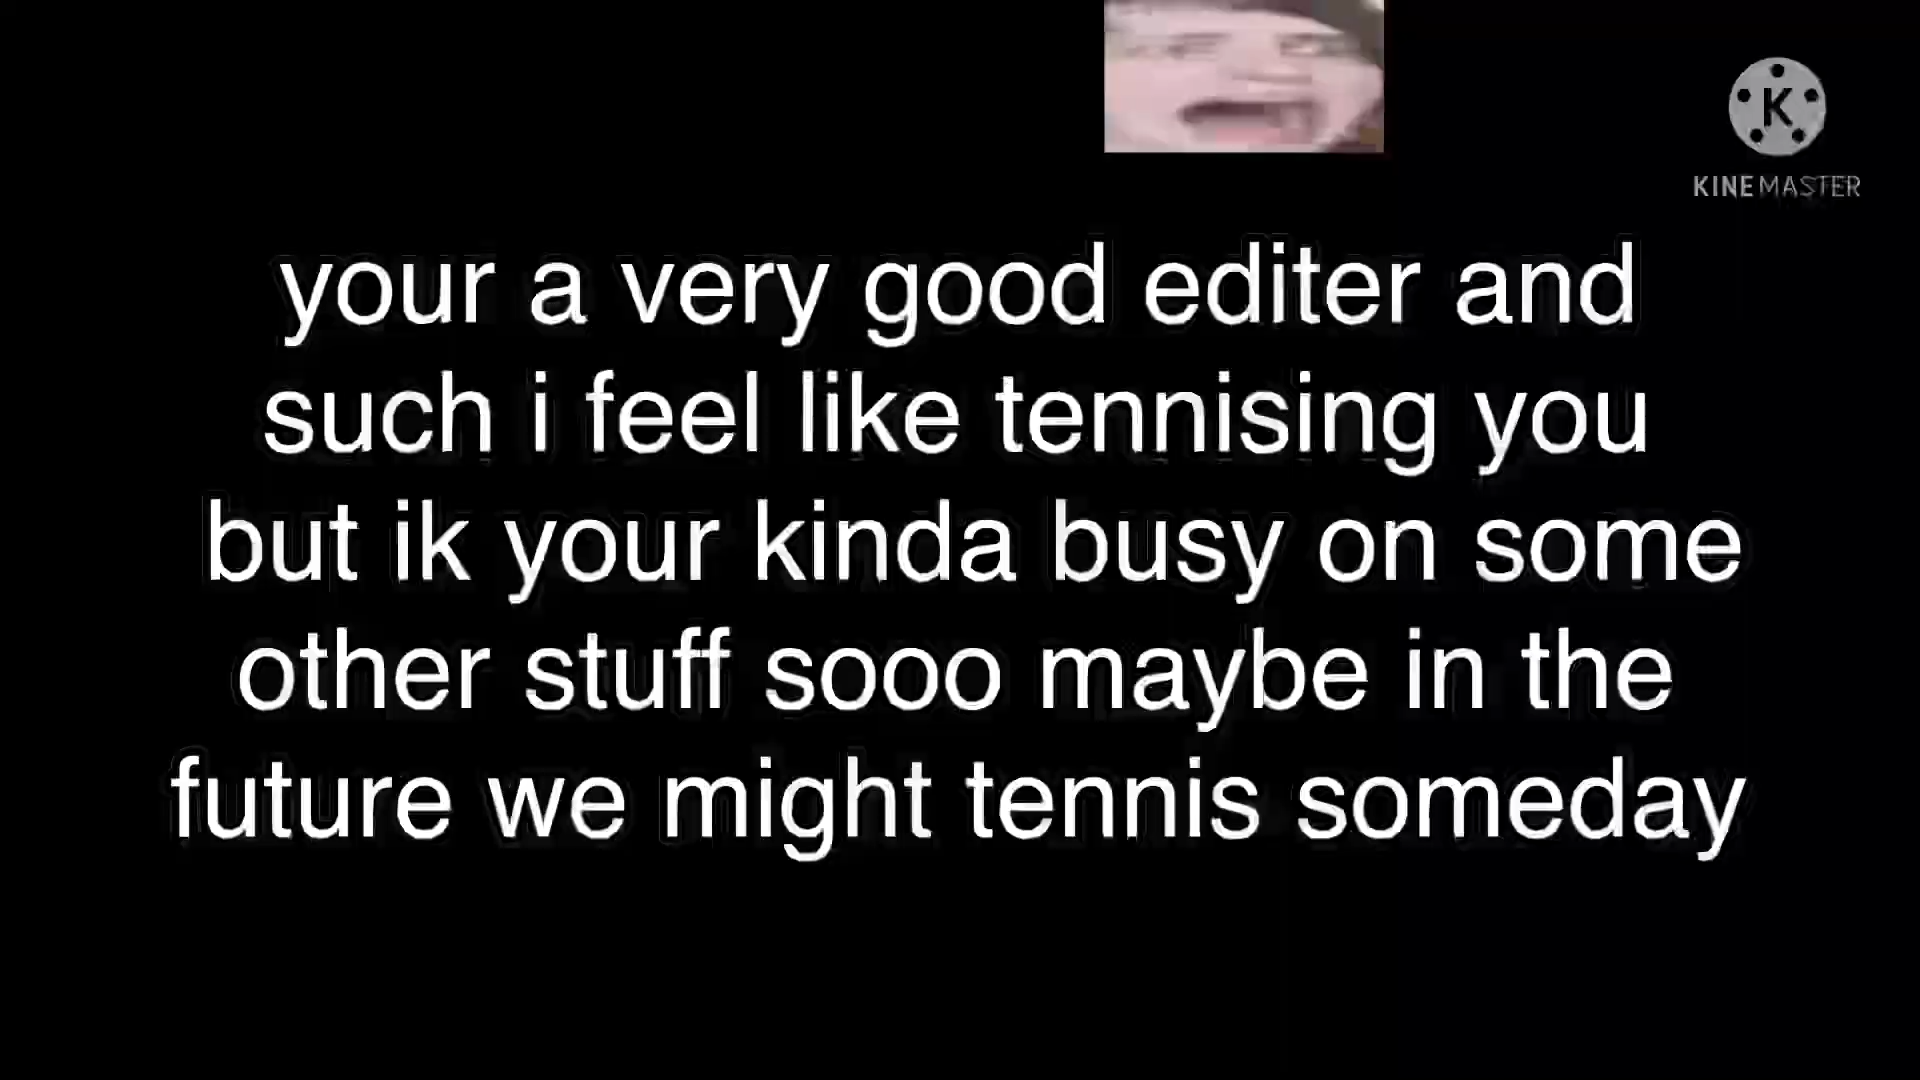 K
KINEMASTER
your a very good editer and
such i feel like tennising you
but ik your kinda busy on some
other stuff sooo maybe in the
future we might tennis someday